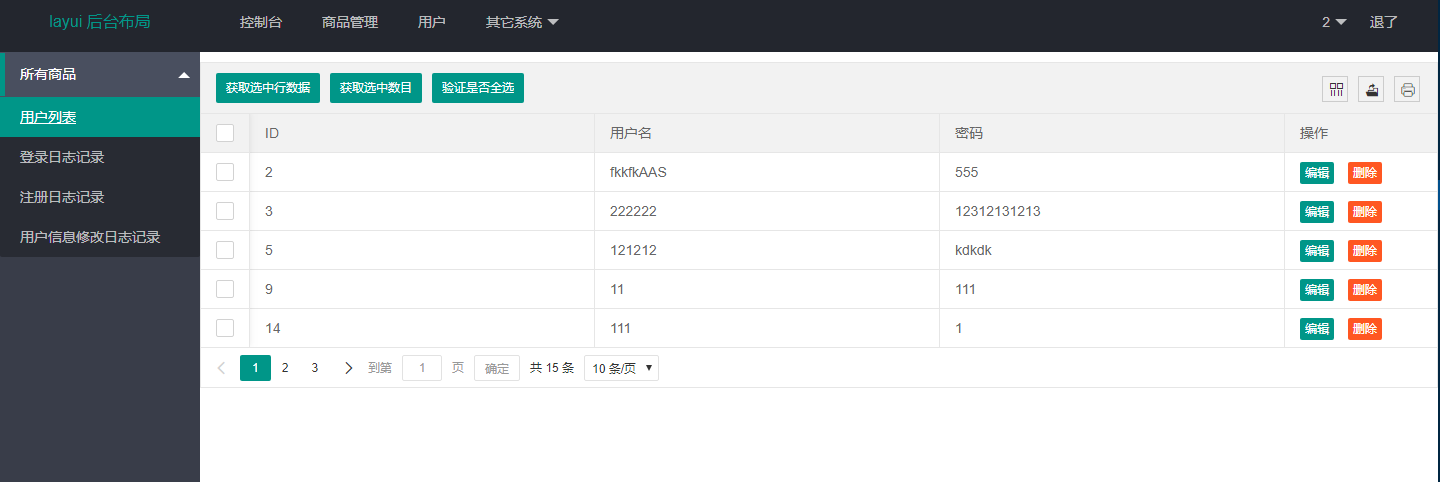 layui 后台布局 控制台 商品管理 用户 其它系统 2 退了
所有商品
用户列表
登录日志记录
注册日志记录
用户信息修改日志记录
获取选中行数据 获取选中数目 验证是否全选
ID 用户名 密码 操作
2 fkkfkAAS 555 编辑 删除
3 222222 12312131213 编辑 删除
5 121212 kdkdk 编辑 删除
9 11 111 编辑 删除
14 111 1 编辑 删除
1 2 3 到第 1 页 确定 共 15 条 10 条/页